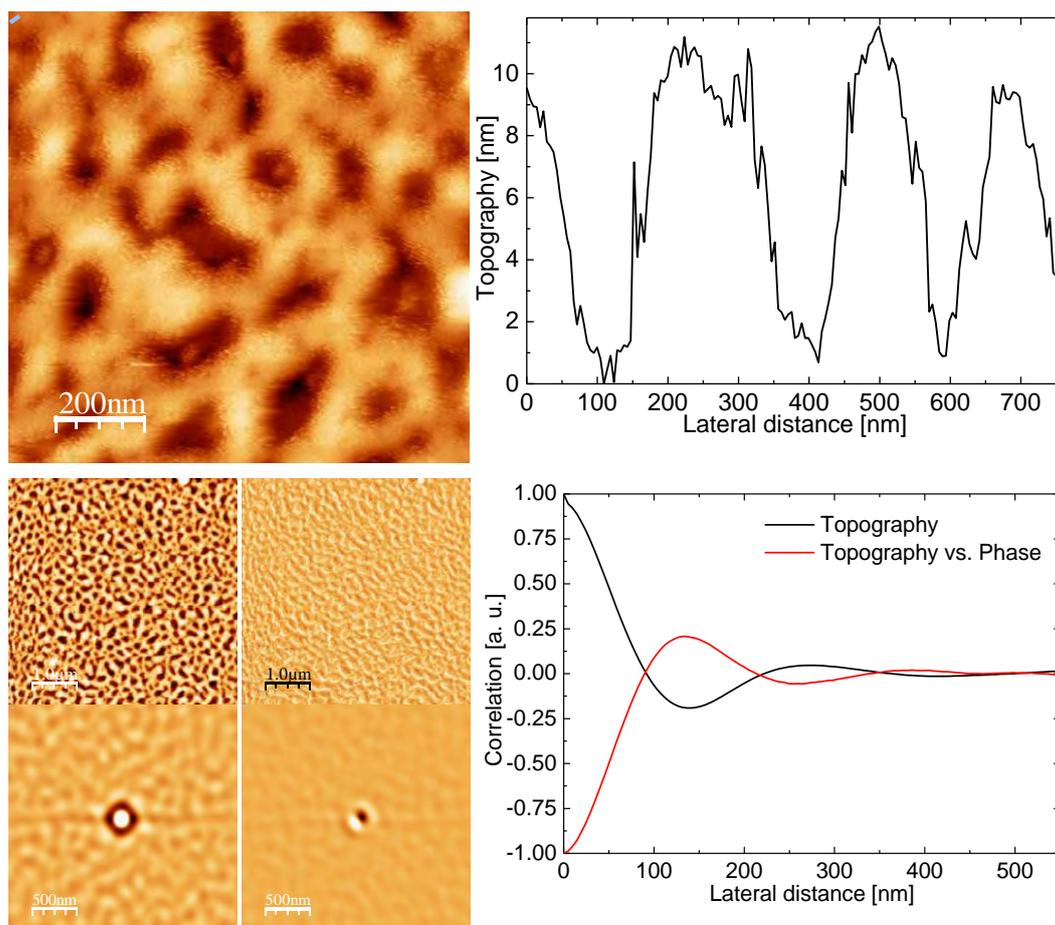 200nm
Topography [nm]
10
8
6
4
2
0
0 100 200 300 400 500 600 700
Lateral distance [nm]
1.0µm
1.0µm
500nm
500nm
Correlation [a. u.]
1.00
0.75
0.50
0.25
0.00
-0.25
-0.50
-0.75
-1.00
Topography
Topography vs. Phase
0 100 200 300 400 500
Lateral distance [nm]